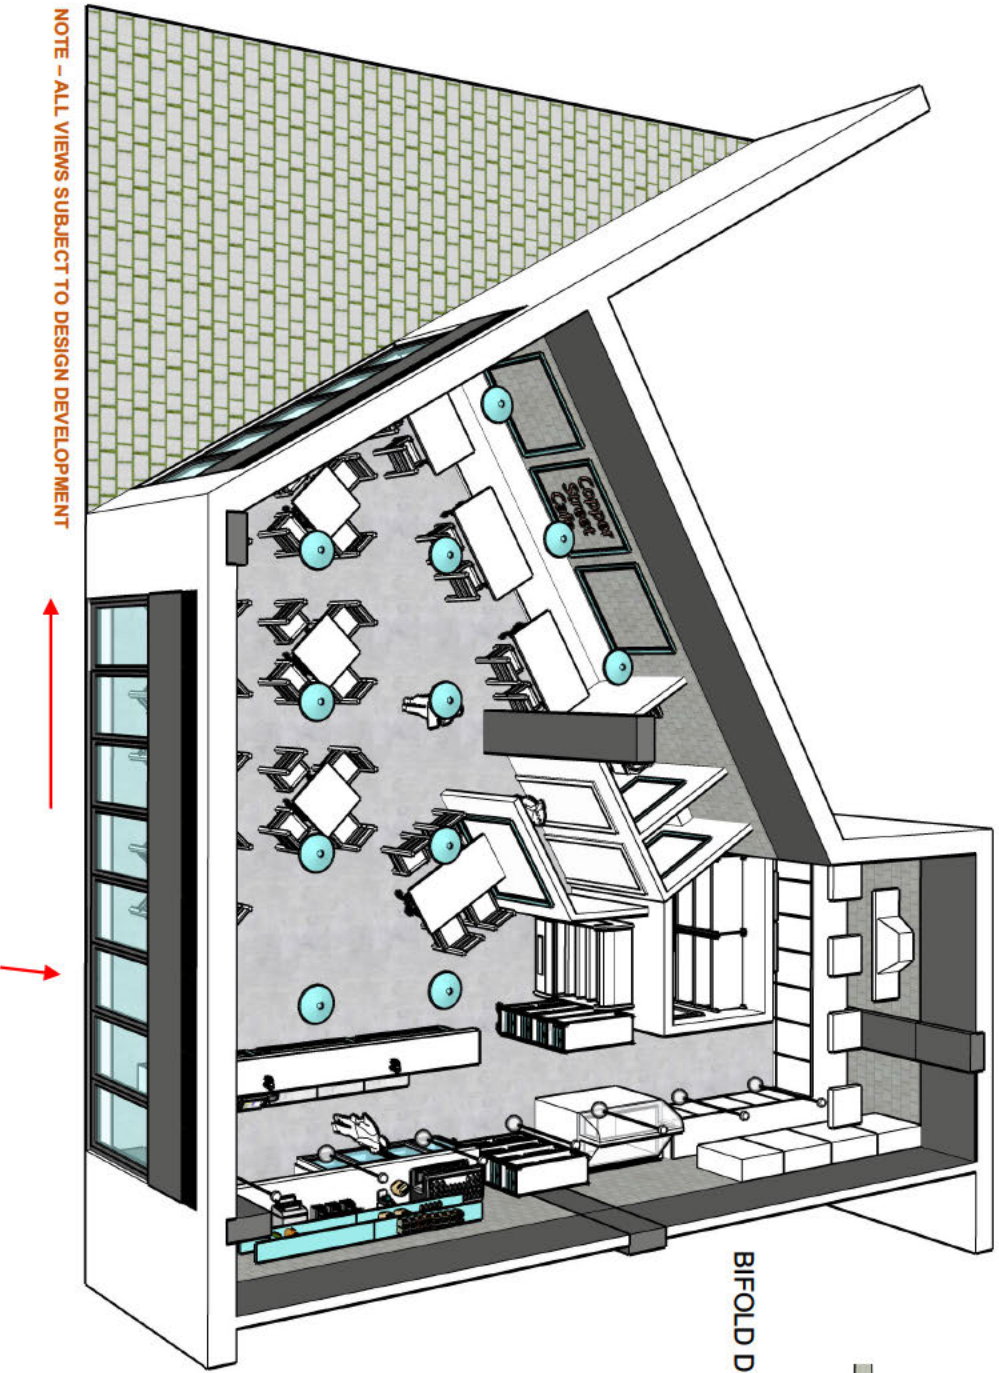 NOTE – ALL VIEWS SUBJECT TO DESIGN DEVELOPMENT
Copper
Street
Cafe
BIFOLD D